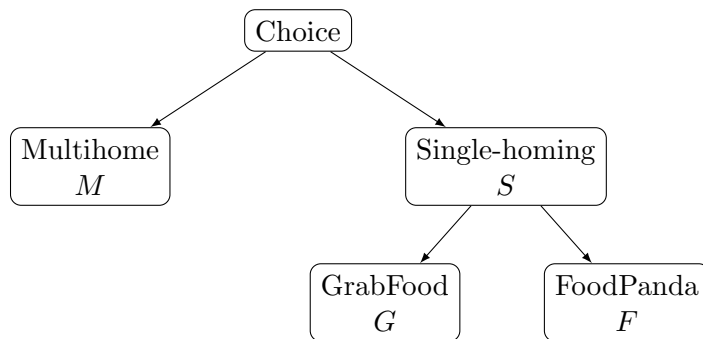 Choice
Multihome
M
Single-homing
S
GrabFood
G
FoodPanda
F